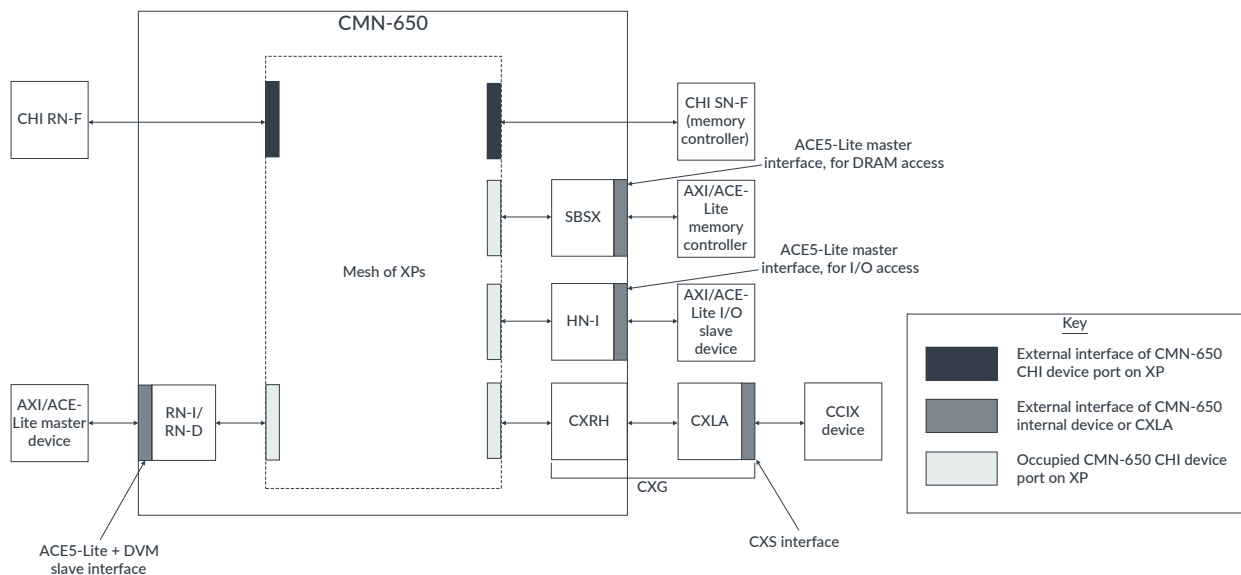 CMN-650
CHI RN-F
CHI SN-F
(memory
controller)
ACE5-Lite master
interface, for DRAM access
SBSX
AXI/ACE-
Lite
memory
controller
Mesh of XPs
ACE5-Lite master
interface, for I/O access
HN-I
AXI/ACE-
Lite I/O
slave
device
AXI/ACE-
Lite master
device
RN-I/
RN-D
CXRH
CXLA
CCIX
device
CXG
ACE5-Lite + DVM
slave interface
CXS interface
Key
External interface of CMN-650
CHI device port on XP
External interface of CMN-650
internal device or CXLA
Occupied CMN-650 CHI device
port on XP